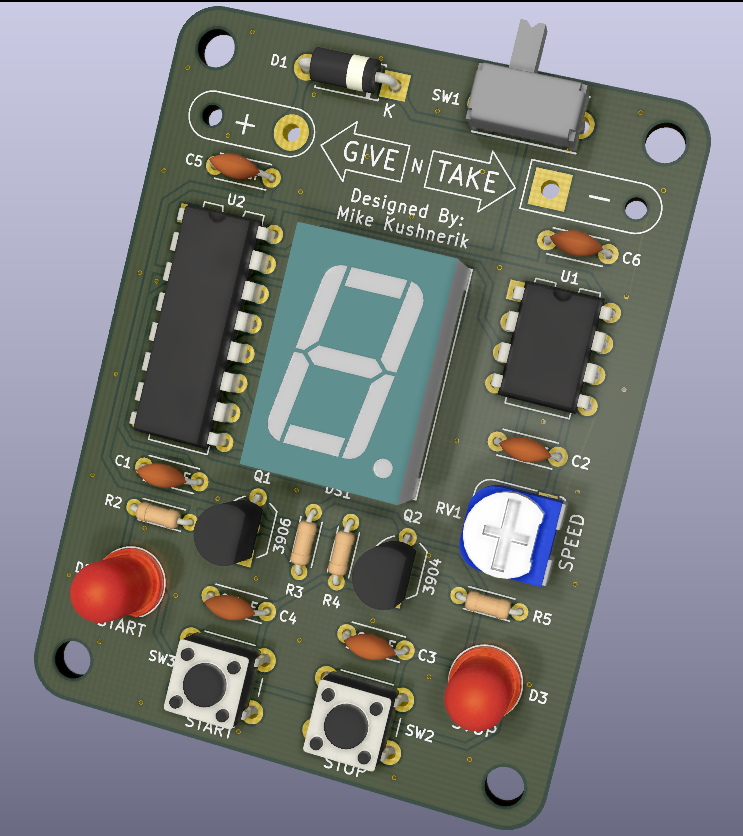 D1
K
SW1
+
GIVE N TAKE
−
C5
Designed By:
Mike Kushnerik
U2
C6
U1
C1
C2
R2
Q1
DS1
RV1
SPEED
3906
Q2
3904
R3
R4
R5
START
C4
C3
SW3
START
D3
STOP
SW2
STOP